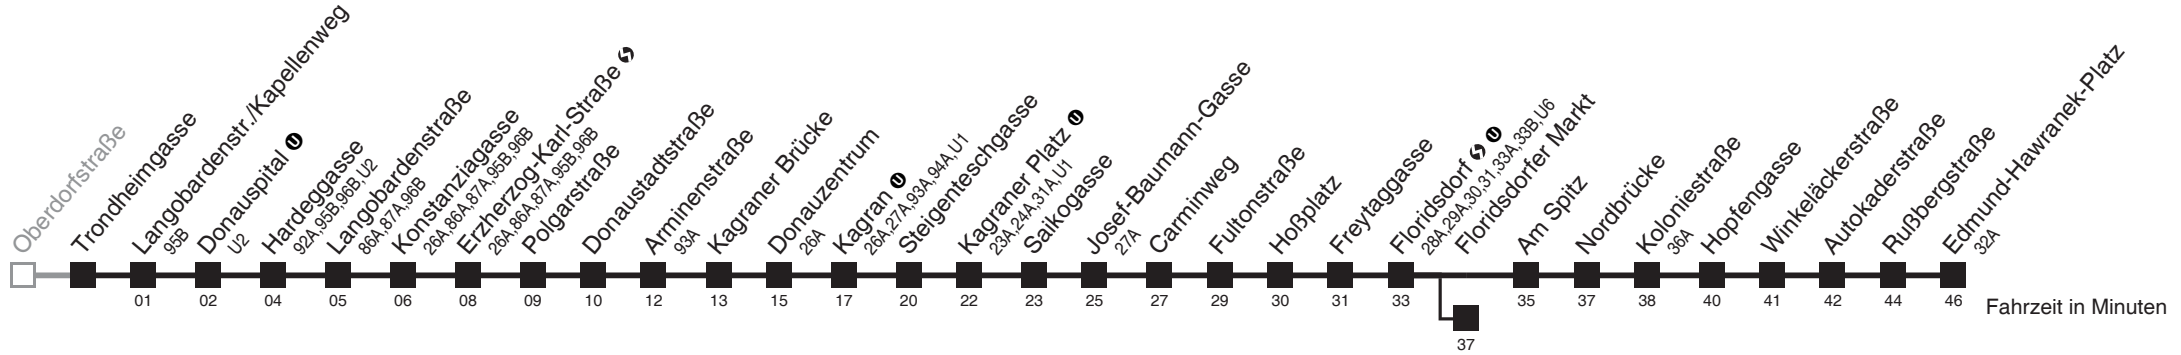 Oberdorfstraße
Trondheimgasse
Langobardenstr./Kapellenweg
95B
Donauspital U
U2
Hardeggasse
92A,95B,96B,U2
Langobardenstraße
86A,87A,96B
Konstanziagasse
26A,86A,87A,95B,96B
Erzherzog-Karl-Straße
26A,86A,87A,95B,96B
Polgarstraße
Donaustadtstraße
Arminenstraße
93A
Kagraner Brücke
Donauzentrum
26A
Kagran U
26A,27A,93A,94A,U1
Steigenteschgasse
Kagraner Platz U
23A,24A,31A,U1
Saikogasse
Josef-Baumann-Gasse
27A
Carminweg
Fultonstraße
Hoßplatz
Freytaggasse
Floridsdorf U
28A,29A,30,31,33A,33B,U6
Floridsdorfer Markt
Am Spitz
Nordbrücke
Koloniestraße
36A
Hopfengasse
Winkeläckerstraße
Autokaderstraße
Rußbergstraße
Edmund-Hawranek-Platz
32A
01 02 04 05 06 08 09 10 12 13 15 17 20 22 23 25 27 29 30 31 33 35 37 38 40 41 42 44 46
Fahrzeit in Minuten
37